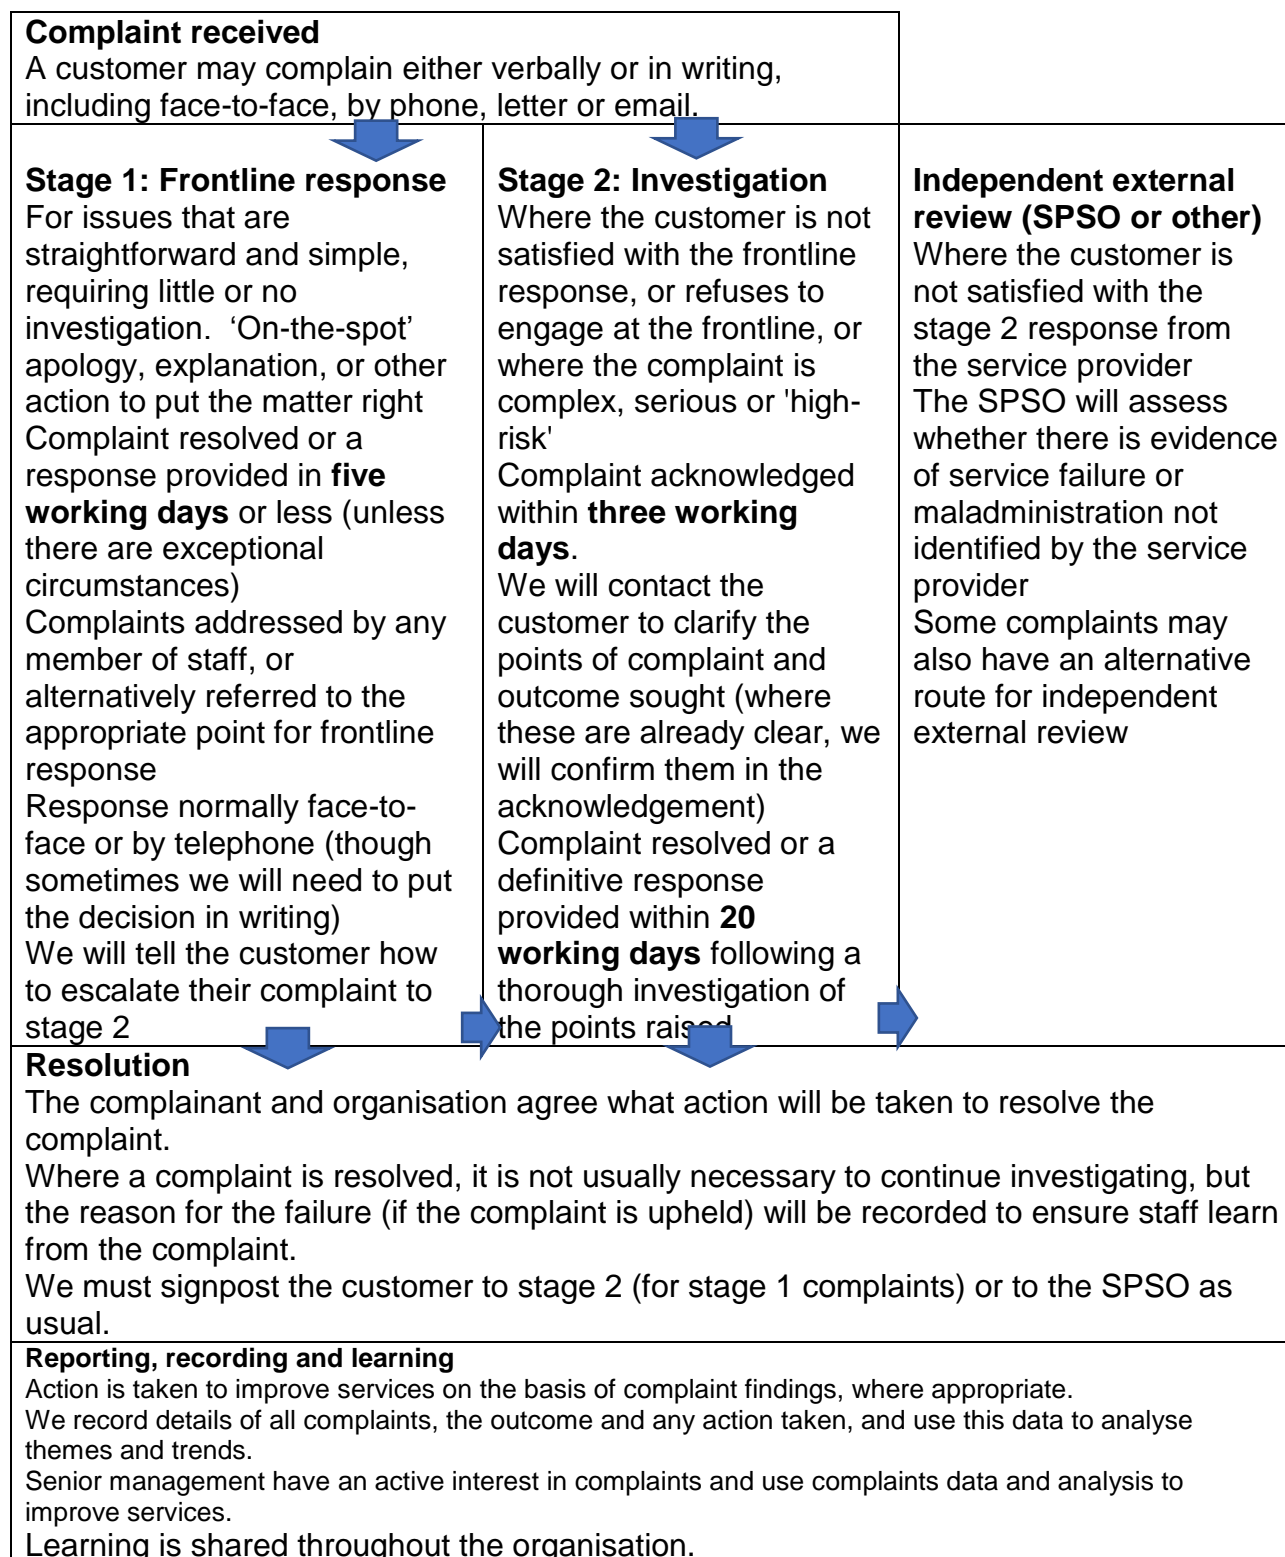 Complaint received
A customer may complain either verbally or in writing,
including face-to-face, by phone, letter or email.
Stage 1: Frontline response
For issues that are
straightforward and simple,
requiring little or no
investigation.  ‘On-the-spot’
apology, explanation, or other
action to put the matter right
Complaint resolved or a
response provided in five
working days or less (unless
there are exceptional
circumstances)
Complaints addressed by any
member of staff, or
alternatively referred to the
appropriate point for frontline
response
Response normally face-to-
face or by telephone (though
sometimes we will need to put
the decision in writing)
We will tell the customer how
to escalate their complaint to
stage 2
Stage 2: Investigation
Where the customer is not
satisfied with the frontline
response, or refuses to
engage at the frontline, or
where the complaint is
complex, serious or 'high-
risk'
Complaint acknowledged
within three working
days.
We will contact the
customer to clarify the
points of complaint and
outcome sought (where
these are already clear, we
will confirm them in the
acknowledgement)
Complaint resolved or a
definitive response
provided within 20
working days following a
thorough investigation of
the points raised
Independent external
review (SPSO or other)
Where the customer is
not satisfied with the
stage 2 response from
the service provider
The SPSO will assess
whether there is evidence
of service failure or
maladministration not
identified by the service
provider
Some complaints may
also have an alternative
route for independent
external review
Resolution
The complainant and organisation agree what action will be taken to resolve the
complaint.
Where a complaint is resolved, it is not usually necessary to continue investigating, but
the reason for the failure (if the complaint is upheld) will be recorded to ensure staff learn
from the complaint.
We must signpost the customer to stage 2 (for stage 1 complaints) or to the SPSO as
usual.
Reporting, recording and learning
Action is taken to improve services on the basis of complaint findings, where appropriate.
We record details of all complaints, the outcome and any action taken, and use this data to analyse
themes and trends.
Senior management have an active interest in complaints and use complaints data and analysis to
improve services.
Learning is shared throughout the organisation.